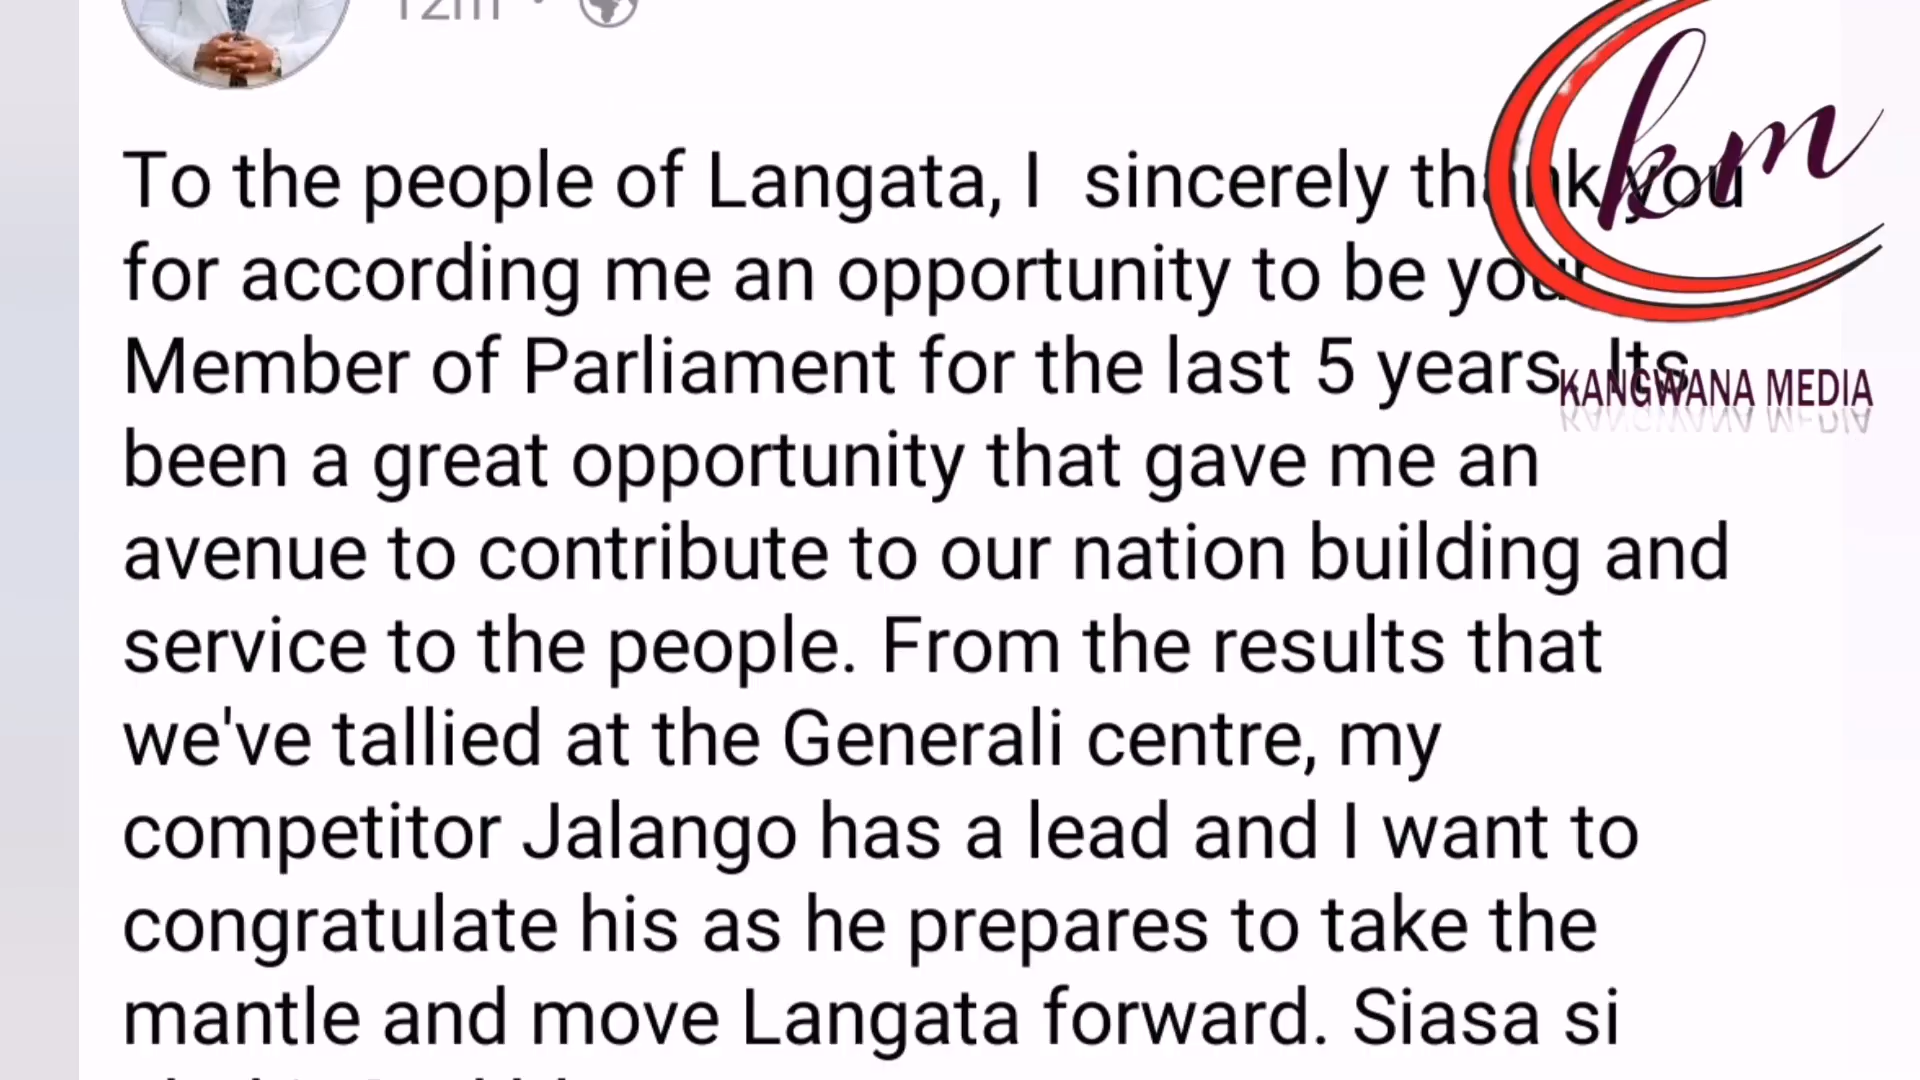 12m
km
To the people of Langata, I sincerely thank you
for according me an opportunity to be your
Member of Parliament for the last 5 years. Its
KANGWANA MEDIA
been a great opportunity that gave me an
avenue to contribute to our nation building and
service to the people. From the results that
we've tallied at the Generali centre, my
competitor Jalango has a lead and I want to
congratulate his as he prepares to take the
mantle and move Langata forward. Siasa si